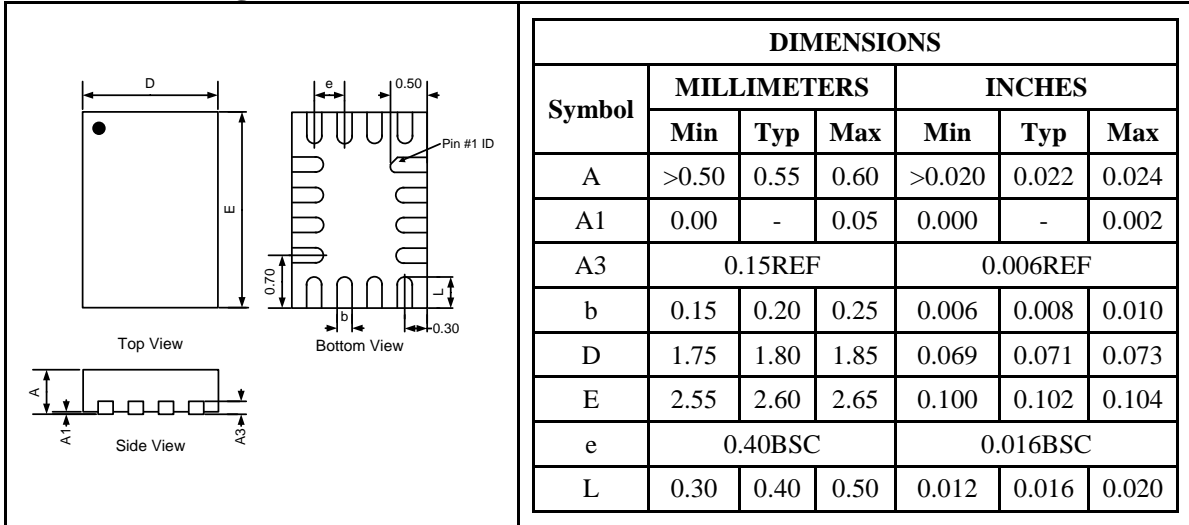 D
E
Top View
A
A1
A3
Side View
e
0.50
Pin #1 ID
0.70
b
L
0.30
Bottom View
DIMENSIONS
Symbol MILLIMETERS INCHES
Min Typ Max Min Typ Max
A >0.50 0.55 0.60 >0.020 0.022 0.024
A1 0.00 - 0.05 0.000 - 0.002
A3 0.15REF 0.006REF
b 0.15 0.20 0.25 0.006 0.008 0.010
D 1.75 1.80 1.85 0.069 0.071 0.073
E 2.55 2.60 2.65 0.100 0.102 0.104
e 0.40BSC 0.016BSC
L 0.30 0.40 0.50 0.012 0.016 0.020